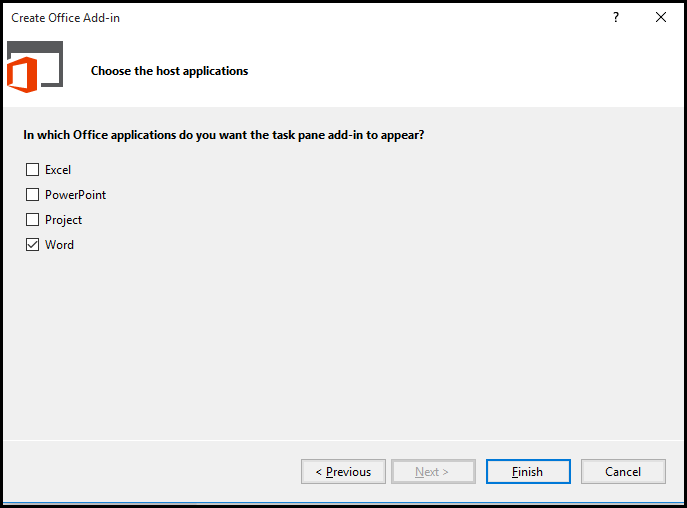 Create Office Add-in
?
Choose the host applications
In which Office applications do you want the task pane add-in to appear?
Excel
PowerPoint
Project
Word
< Previous
Next >
Finish
Cancel